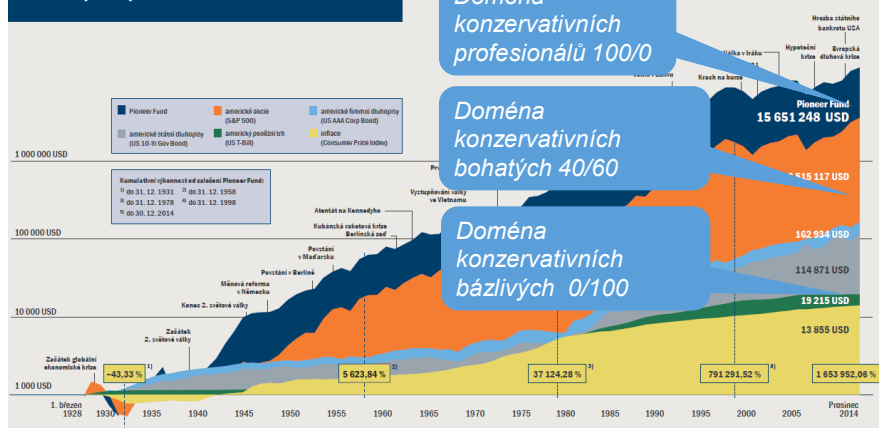 Doména
konzervativních
profesionálů 100/0
Hrozba státního
bankrotu USA
Válka v Iráku
Hypoteční
krize
Evropská
dluhová krize
Krach na burze
Pioneer Fund
15 651 248 USD
Pioneer Fund
americké akcie
(S&P 500)
americké firemní dluhopisy
(US AAA Corp Bond)
americké státní dluhopisy
(US 10-Yr Gov Bond)
americký peněžní trh
(US T-Bill)
inflace
(Consumer Price Index)
Doména
konzervativních
bohatých 40/60
1 000 000 USD
515 117 USD
Kumulativní výkonnost od založení Pioneer Fund:
1) do 31. 12. 1931 2) do 31. 12. 1958
3) do 31. 12. 1978 4) do 31. 12. 1998
5) do 30. 12. 2014
Vystupňování války
ve Vietnamu
Atentát na Kennedyho
Kubánská raketová krize
Berlínská zeď
100 000 USD
162 934 USD
Doména
konzervativních
bázlivých 0/100
Povstání
v Maďarsku
Povstání v Berlíně
Měnová reforma
v Německu
Konec 2. světové války
114 871 USD
19 215 USD
10 000 USD
13 855 USD
Začátek
2. světové války
Začátek globální
ekonomické krize
–43,33 % 1)
5 623,84 % 2)
37 124,28 % 3)
791 291,52 % 4)
1 653 952,06 %
1 000 USD
1. březen
1928 1930 1935 1940 1945 1950 1955 1960 1965 1970 1975 1980 1985 1990 1995 2000 2005
Prosinec
2014